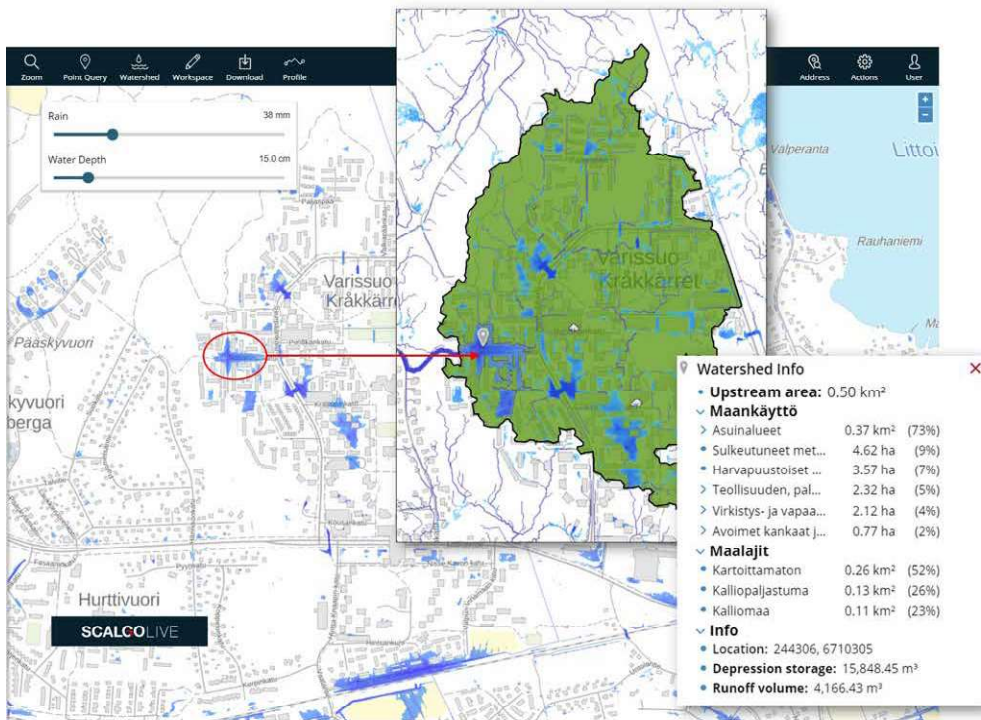 Zoom
Point Query
Watershed
Workspace
Download
Profile
Address
Actions
User
Rain 38 mm
Water Depth 15.0 cm
+
−
Välperanta
Littoi
Rauhaniemi
Ma
Varissuo
Kråkkärr
Varissuo
Kråkkärret
Pääskyvuori
kyvuori
berga
Hurttivuori
SCALGO LIVE
Watershed Info
Upstream area: 0.50 km²
Maankäyttö
Asuinalueet 0.37 km² (73%)
Sulkeutuneet met... 4.62 ha (9%)
Harvapuustoiset ... 3.57 ha (7%)
Teollisuuden, pal... 2.32 ha (5%)
Virkistys- ja vapaa... 2.12 ha (4%)
Avoimet kankaat j... 0.77 ha (2%)
Maalajit
Kartoittamaton 0.26 km² (52%)
Kalliopaljastuma 0.13 km² (26%)
Kalliomaa 0.11 km² (23%)
Info
Location: 244306, 6710305
Depression storage: 15,848.45 m³
Runoff volume: 4,166.43 m³